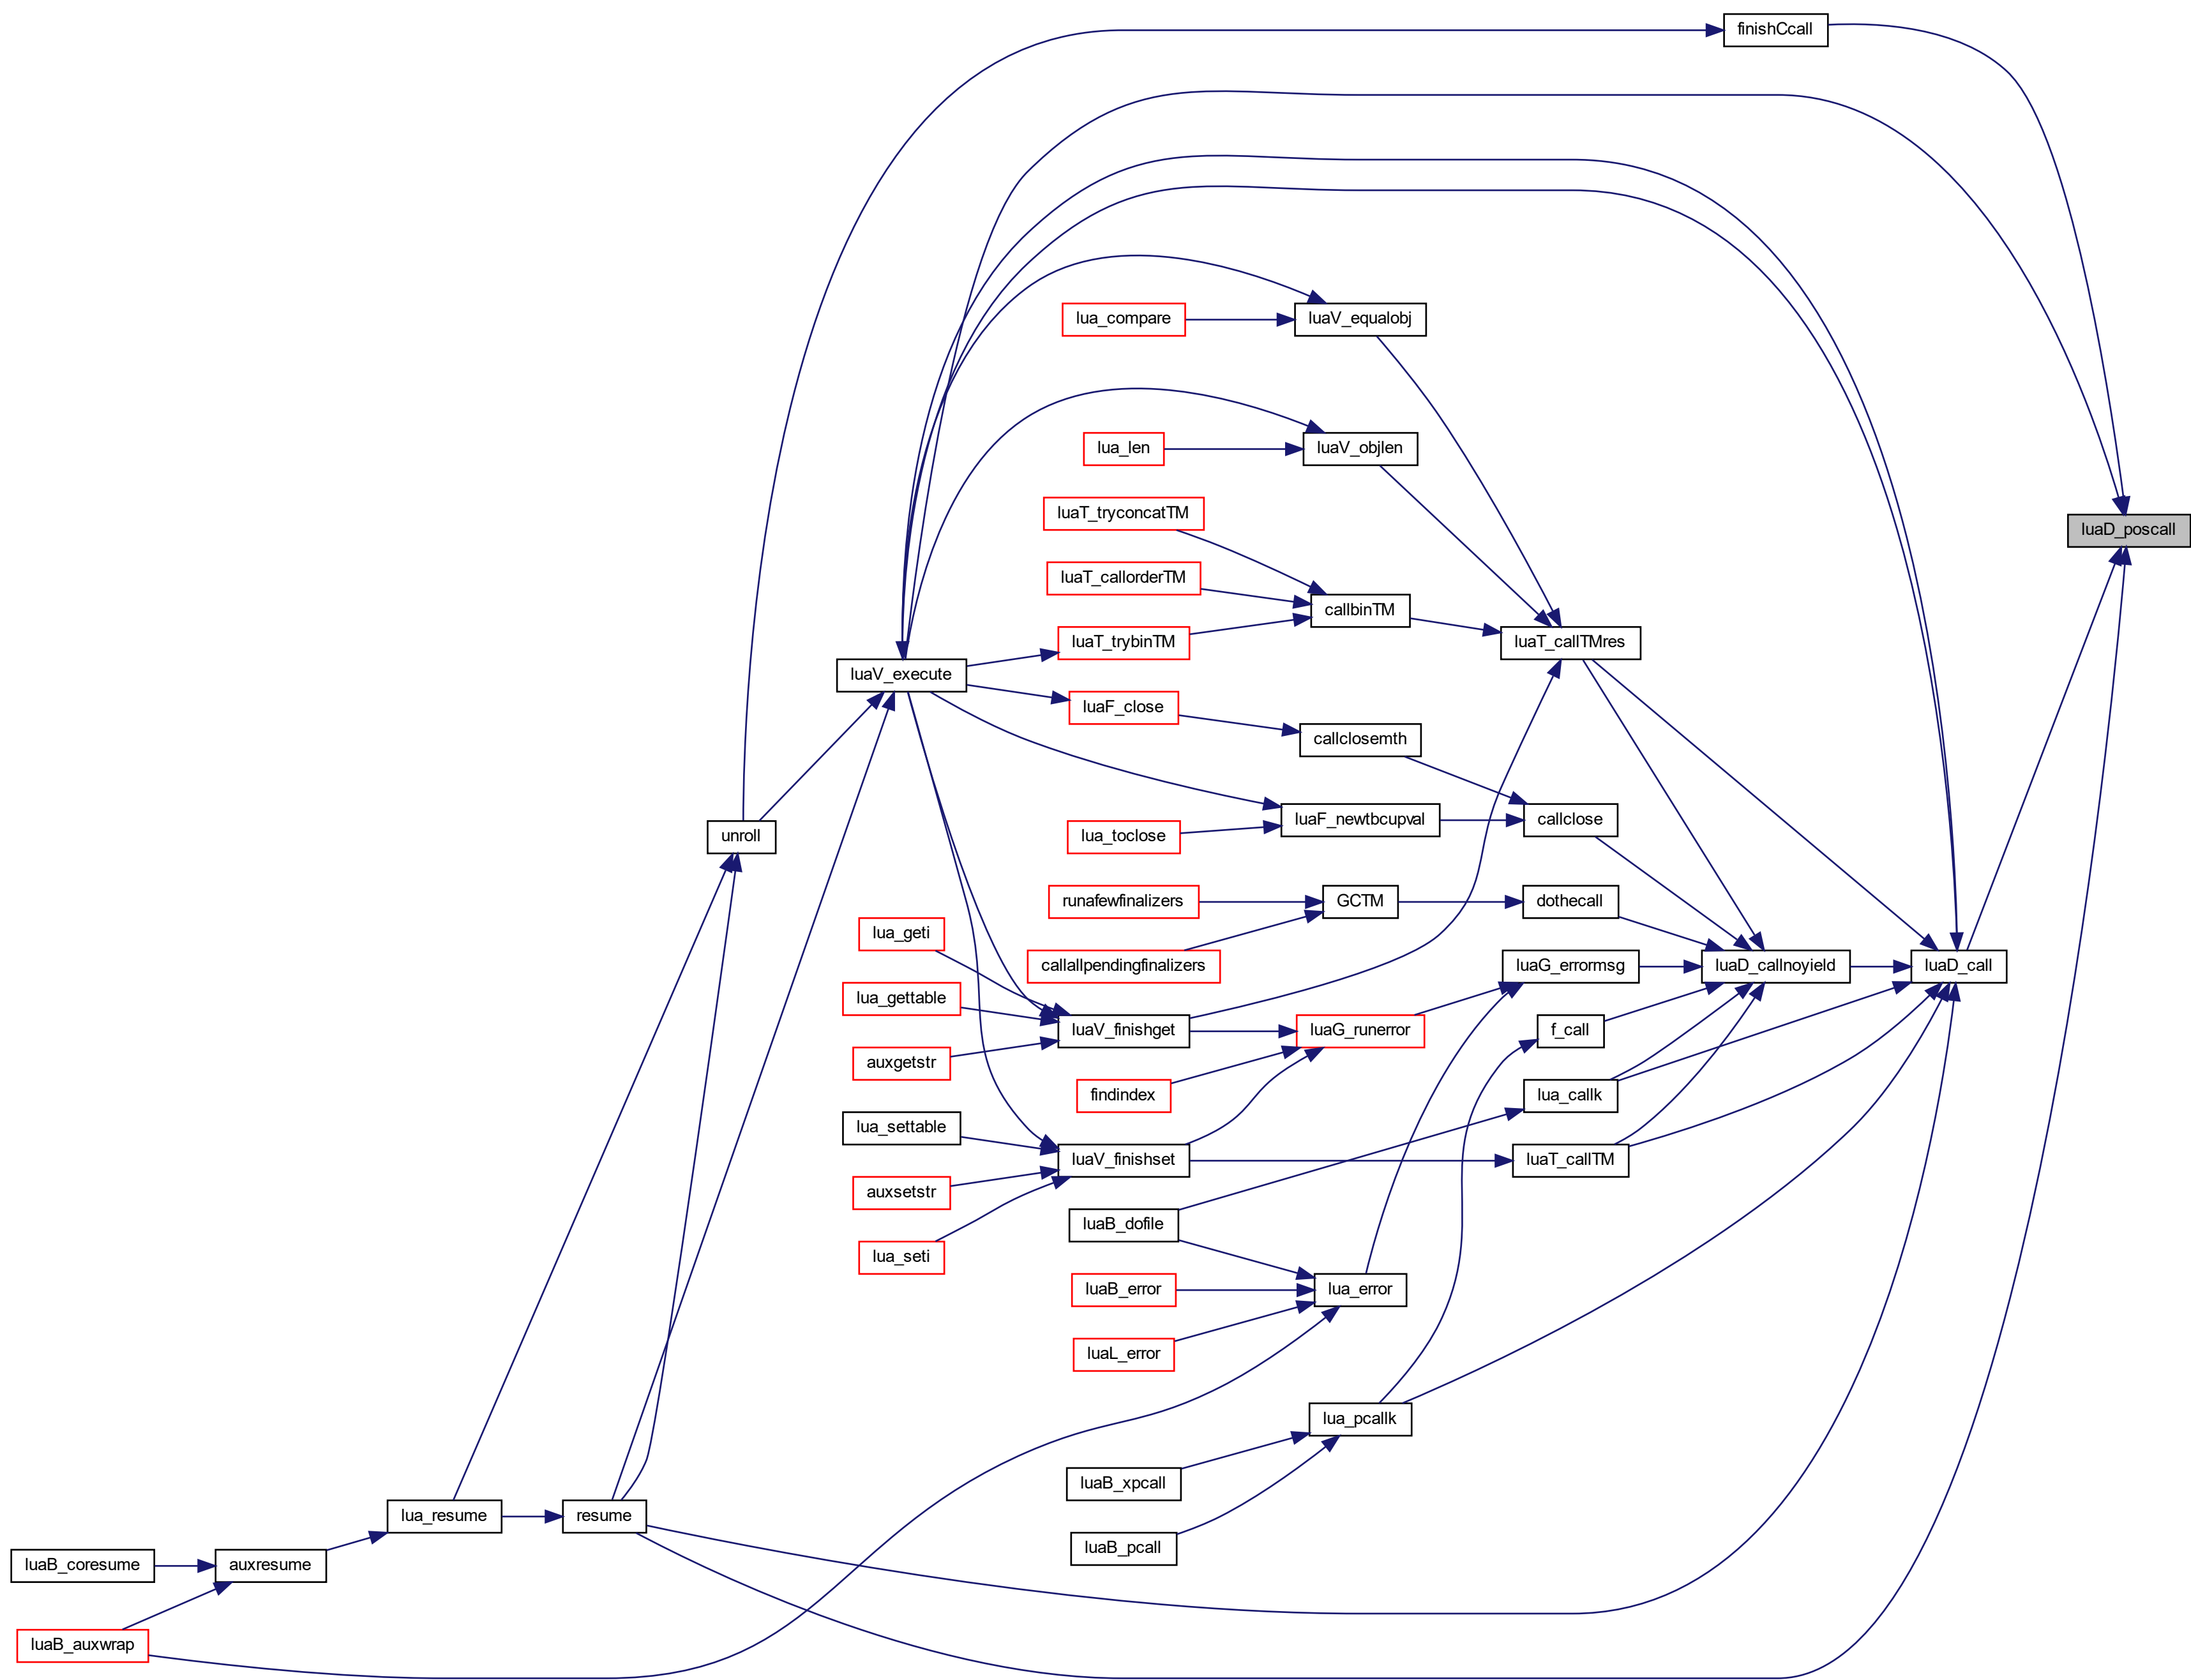 finishCcall
lua_compare
luaV_equalobj
lua_len
luaV_objlen
luaT_tryconcatTM
luaD_poscall
luaT_callorderTM
callbinTM
luaT_trybinTM
luaT_callTMres
luaV_execute
luaF_close
callclosemth
unroll
lua_toclose
luaF_newtbcupval
callclose
runafewfinalizers
GCTM
dothecall
lua_geti
callallpendingfinalizers
luaG_errormsg
luaD_callnoyield
luaD_call
lua_gettable
luaV_finishget
luaG_runerror
f_call
auxgetstr
findindex
lua_callk
lua_settable
luaV_finishset
luaT_callTM
auxsetstr
luaB_dofile
lua_seti
luaB_error
lua_error
luaL_error
lua_pcallk
luaB_xpcall
lua_resume
resume
luaB_pcall
luaB_coresume
auxresume
luaB_auxwrap